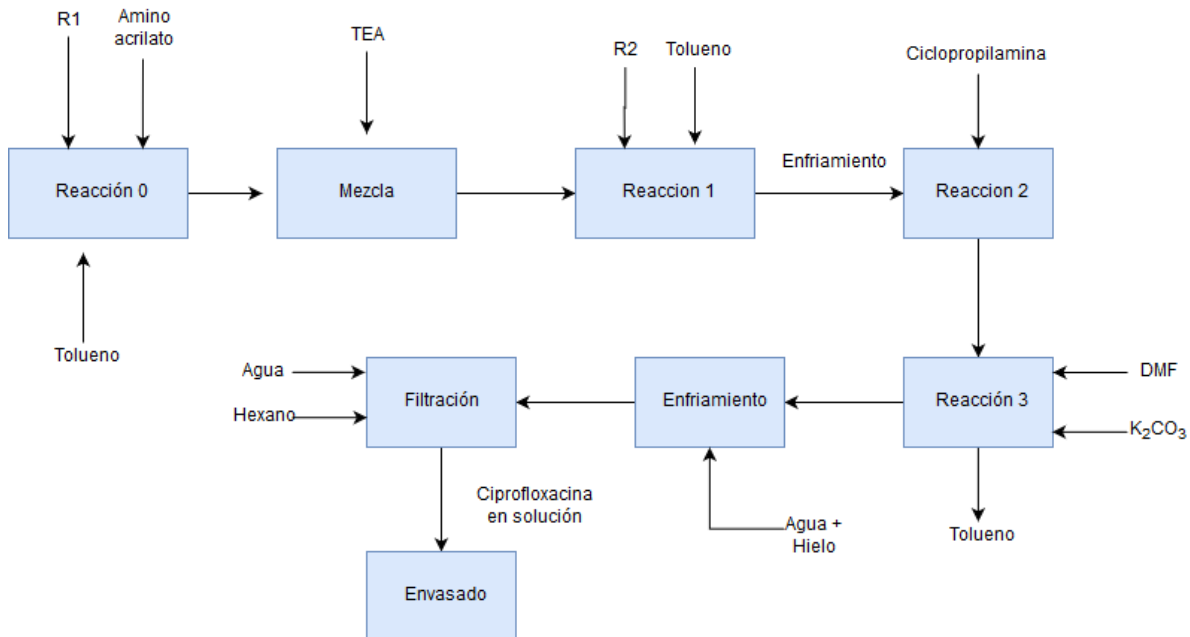 R1
Amino
acrilato
TEA
R2
Tolueno
Ciclopropilamina
Reacción 0
Mezcla
Reaccion 1
Enfriamiento
Reaccion 2
Tolueno
Agua
Hexano
Filtración
Enfriamiento
Reacción 3
DMF
K₂CO₃
Ciprofloxacina
en solución
Agua +
Hielo
Tolueno
Envasado